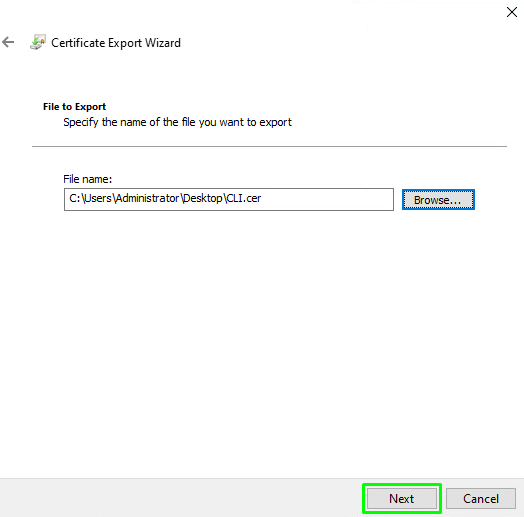 Certificate Export Wizard
File to Export
Specify the name of the file you want to export
File name:
C:\Users\Administrator\Desktop\CLI.cer
Browse...
Next
Cancel